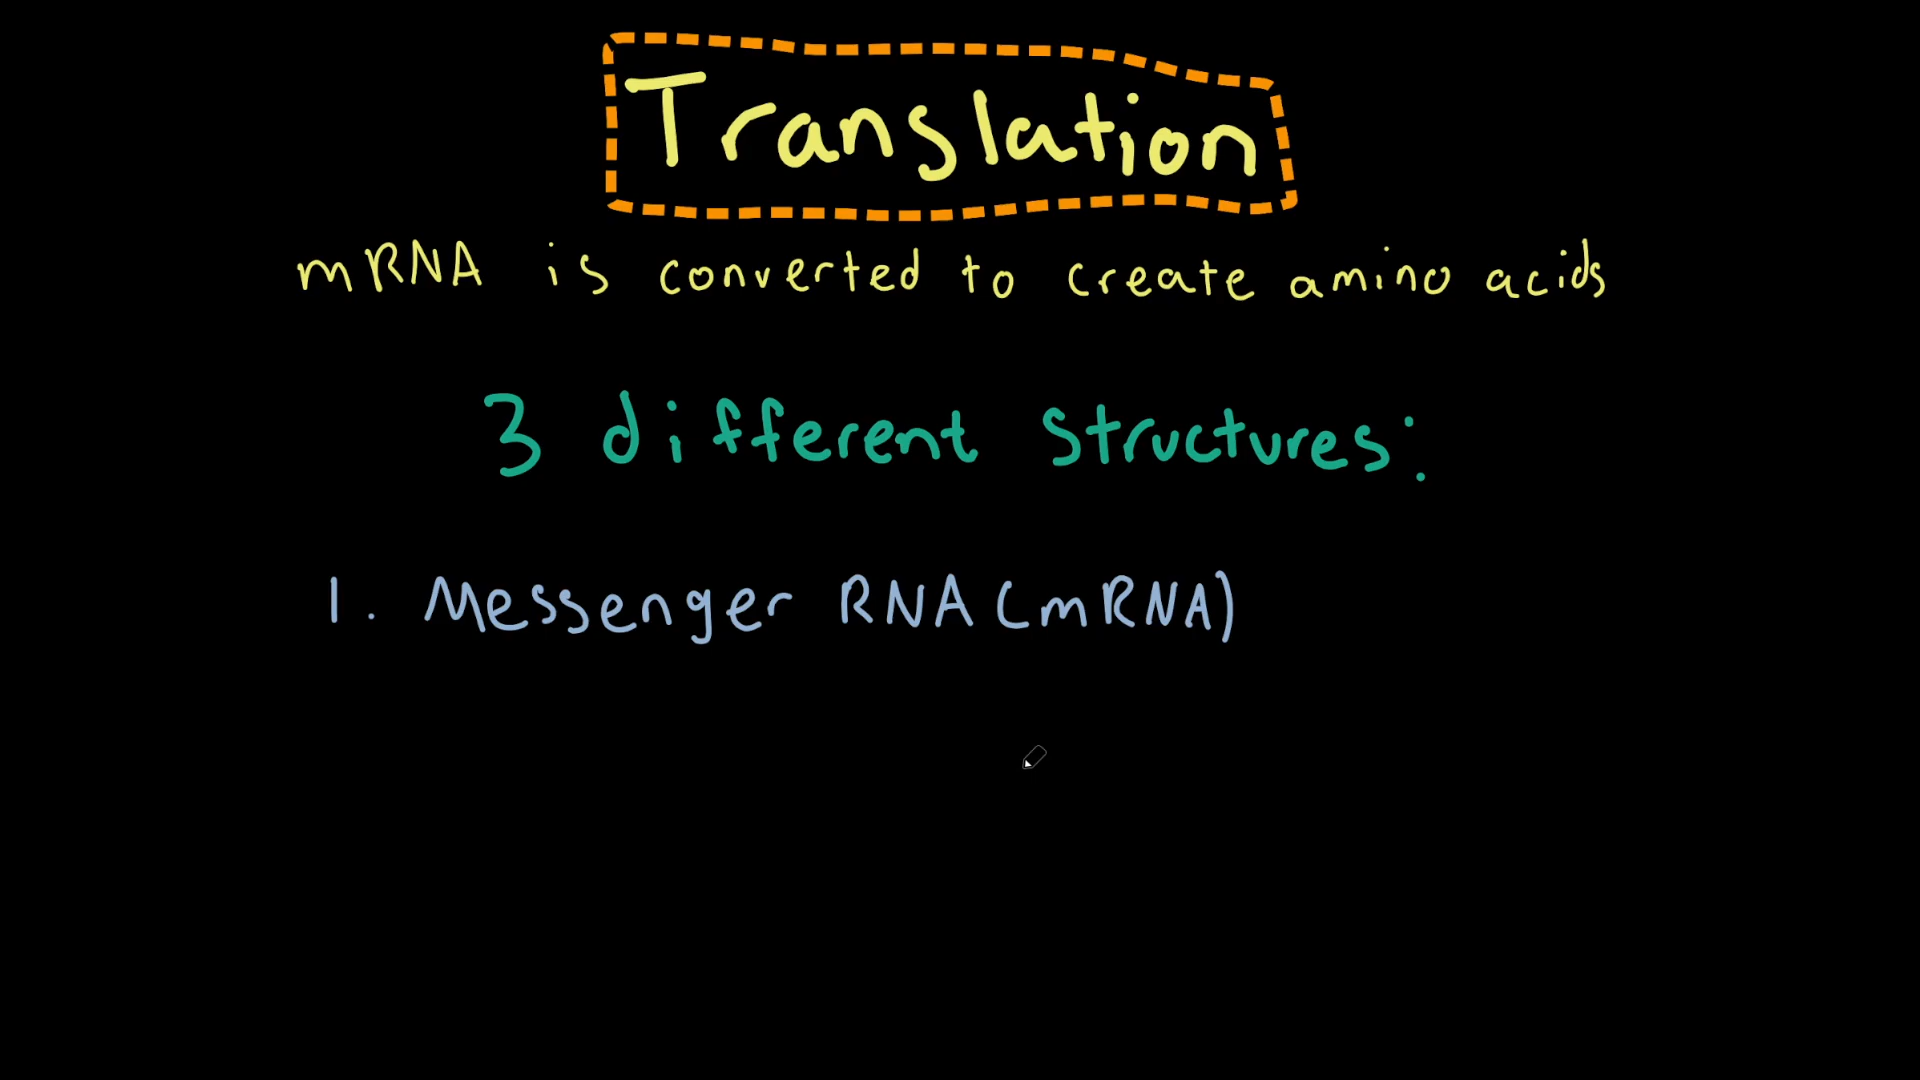 Translation
mRNA is converted to create amino acids
3 different structures:
1. Messenger RNA (mRNA)